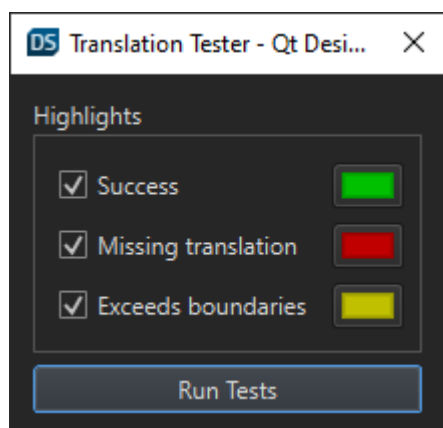 DS Translation Tester - Qt Desi...
Highlights
Success
Missing translation
Exceeds boundaries
Run Tests